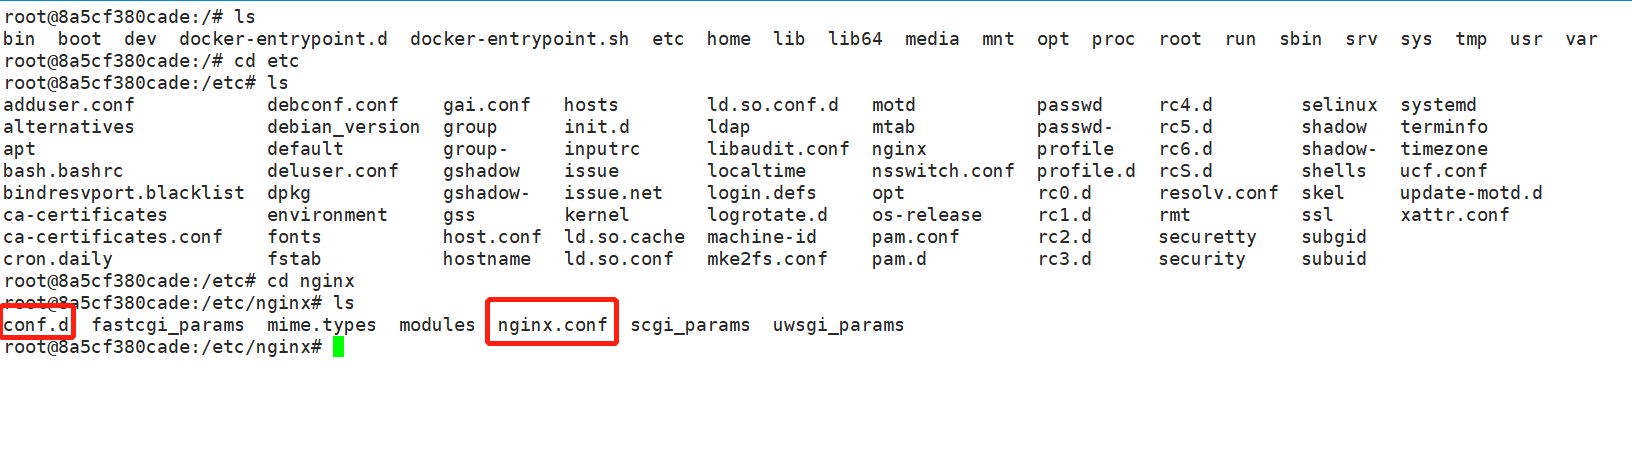 root@8a5cf380cade:/# ls
bin  boot  dev  docker-entrypoint.d  docker-entrypoint.sh  etc  home  lib  lib64  media  mnt  opt  proc  root  run  sbin  srv  sys  tmp  usr  var
root@8a5cf380cade:/# cd etc
root@8a5cf380cade:/etc# ls
adduser.conf            debconf.conf    gai.conf   hosts        ld.so.conf.d   motd           passwd     rc4.d        selinux  systemd
alternatives            debian_version  group      init.d       ldap           mtab           passwd-    rc5.d        shadow   terminfo
apt                     default         group-     inputrc      libaudit.conf  nginx          profile    rc6.d        shadow-  timezone
bash.bashrc             deluser.conf    gshadow    issue        localtime      nsswitch.conf  profile.d  rcS.d        shells   ucf.conf
bindresvport.blacklist  dpkg            gshadow-   issue.net    login.defs     opt            rc0.d      resolv.conf  skel     update-motd.d
ca-certificates         environment     gss        kernel       logrotate.d    os-release     rc1.d      rmt          ssl      xattr.conf
ca-certificates.conf    fonts           host.conf  ld.so.cache  machine-id     pam.conf       rc2.d      securetty    subgid
cron.daily              fstab           hostname   ld.so.conf   mke2fs.conf    pam.d          rc3.d      security     subuid
root@8a5cf380cade:/etc# cd nginx
root@8a5cf380cade:/etc/nginx# ls
conf.d  fastcgi_params  mime.types  modules  nginx.conf  scgi_params  uwsgi_params
root@8a5cf380cade:/etc/nginx#